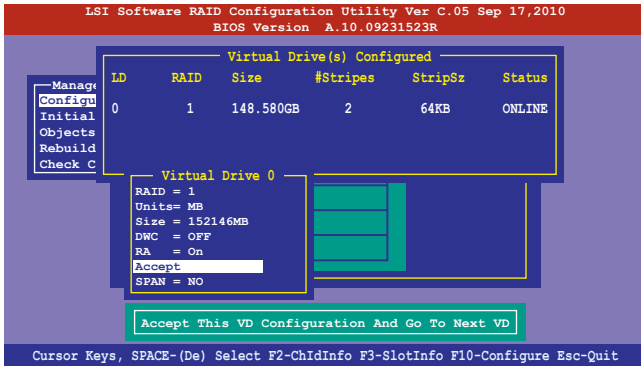 LSI Software RAID Configuration Utility Ver C.05 Sep 17,2010
BIOS Version A.10.09231523R
Virtual Drive(s) Configured
LD RAID Size #Stripes StripSz Status
0 1 148.580GB 2 64KB ONLINE
Manage
Configu
Initial
Objects
Rebuild
Check C
Virtual Drive 0
RAID = 1
Units= MB
Size = 152146MB
DWC = OFF
RA = On
Accept
SPAN = NO
Accept This VD Configuration And Go To Next VD
Cursor Keys, SPACE-(De) Select F2-ChIdInfo F3-SlotInfo F10-Configure Esc-Quit